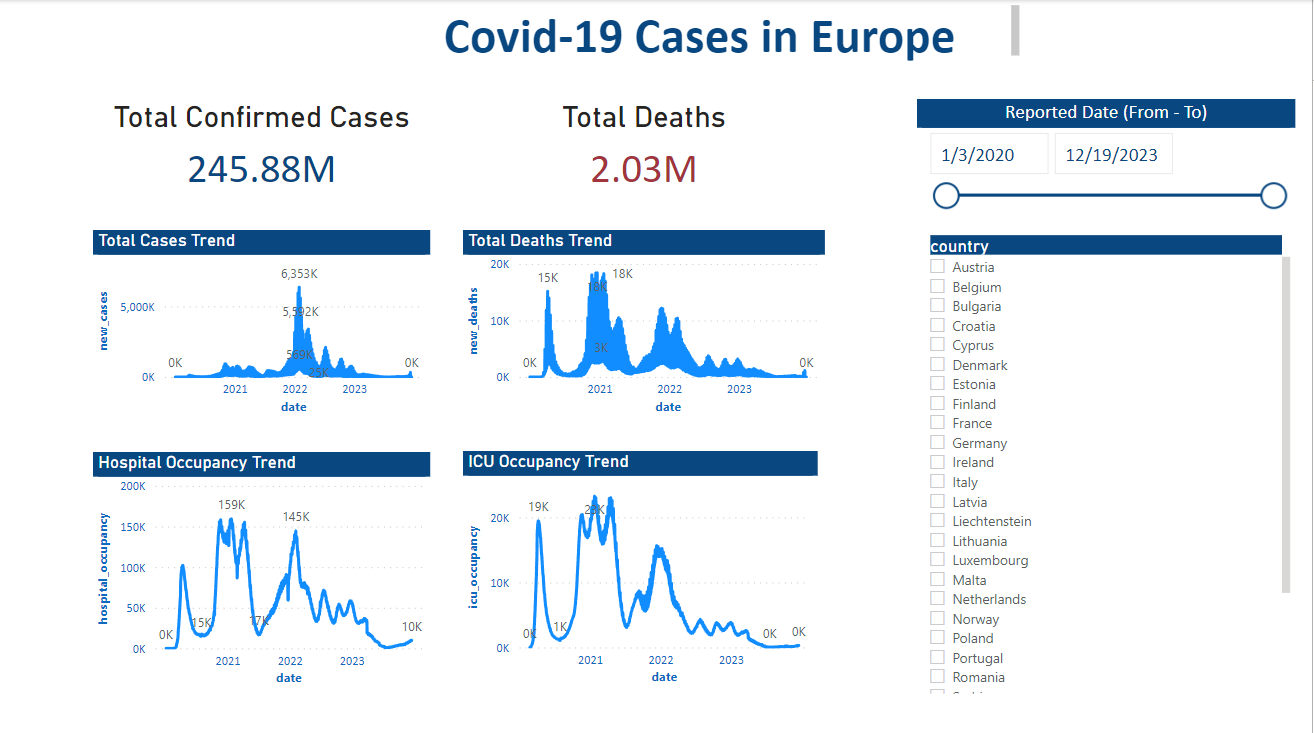 Covid-19 Cases in Europe
Total Confirmed Cases
245.88M
Total Deaths
2.03M
Reported Date (From - To)
1/3/2020
12/19/2023
Total Cases Trend
6,353K
5,592K
569K
25K
0K
0K
5,000K
0K
new_cases
2021
2022
2023
date
Total Deaths Trend
20K
10K
0K
15K
18K
18K
3K
0K
0K
new_deaths
2021
2022
2023
date
Hospital Occupancy Trend
200K
150K
100K
50K
0K
159K
145K
15K
17K
0K
10K
hospital_occupancy
2021
2022
2023
date
ICU Occupancy Trend
20K
10K
0K
19K
0K
1K
0K
0K
icu_occupancy
2021
2022
2023
date
country
Austria
Belgium
Bulgaria
Croatia
Cyprus
Denmark
Estonia
Finland
France
Germany
Ireland
Italy
Latvia
Liechtenstein
Lithuania
Luxembourg
Malta
Netherlands
Norway
Poland
Portugal
Romania